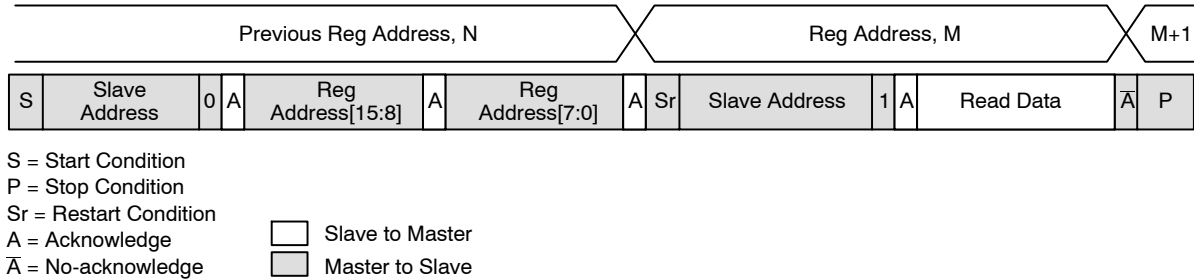 Previous Reg Address, N Reg Address, M M+1
S Slave Address 0 A Reg Address[15:8] A Reg Address[7:0] A Sr Slave Address 1 A Read Data A̅ P
S = Start Condition
P = Stop Condition
Sr = Restart Condition
A = Acknowledge Slave to Master
A̅ = No-acknowledge Master to Slave